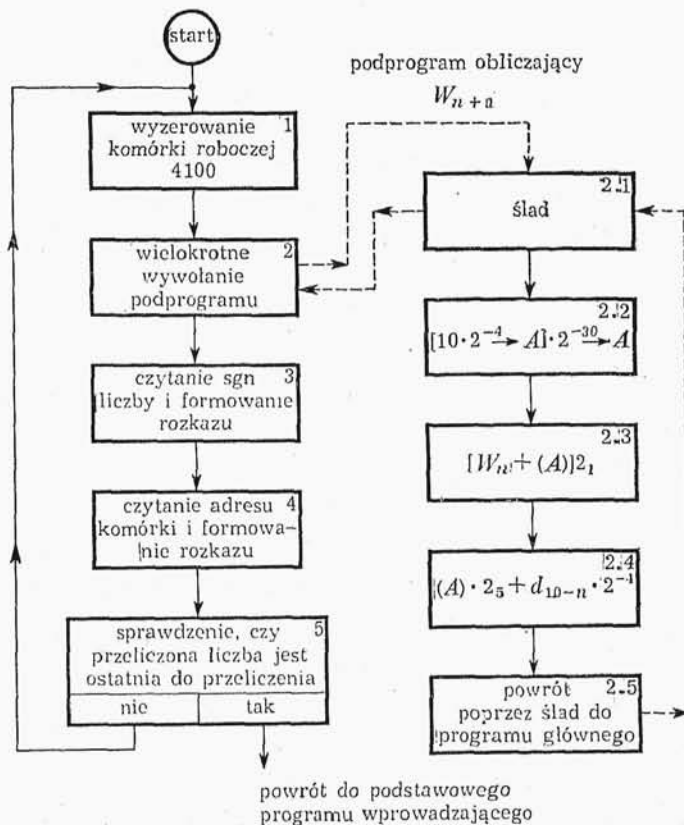 start
wyzerowanie 1
komórki roboczej
4100
wielokrotne 2
wywołanie
podprogramu
czytanie sgn 3
liczby i formowanie
rozkazu
czytanie adresu 4
komórki i formowa-
nie rozkazu
sprawdzenie, czy 5
przeliczona liczba jest
ostatnia do przeliczenia
nie tak
powrót do podstawowego
programu wprowadzającego
podprogram obliczający
W_{n+a}
2.1
ślad
2.2
[10 · 2^{-4} → A] · 2^{-30} → A
2.3
[W_n + (A)]2_1
2.4
(A) · 2_5 + d_{10-n} · 2^{-4}
powrót 2.5
poprzez ślad do
programu głównego